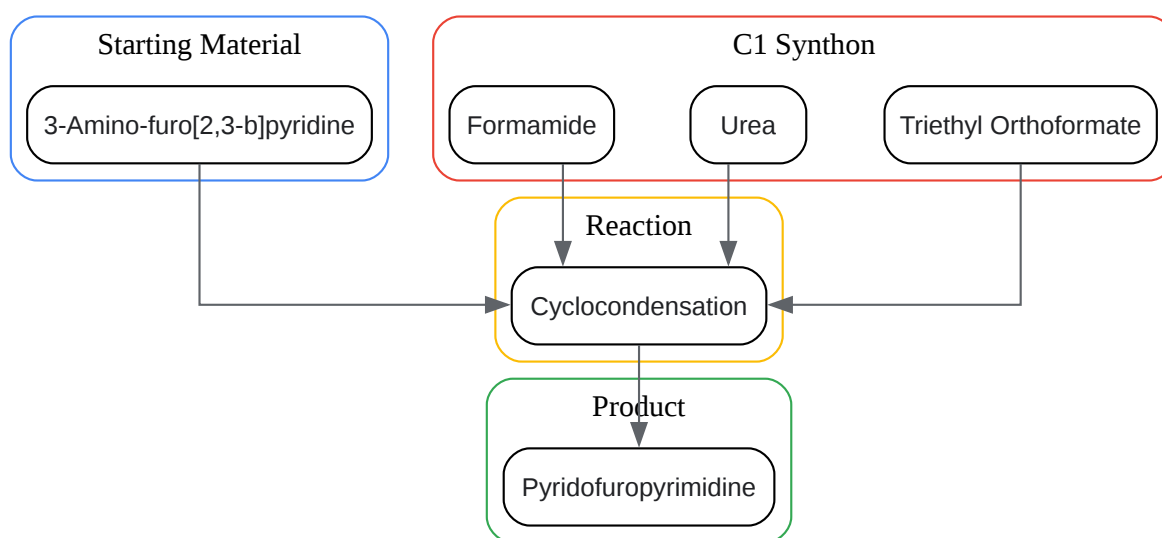 Starting Material
3-Amino-furo[2,3-b]pyridine
C1 Synthon
Formamide
Urea
Triethyl Orthoformate
Reaction
Cyclocondensation
Product
Pyridofuropyrimidine